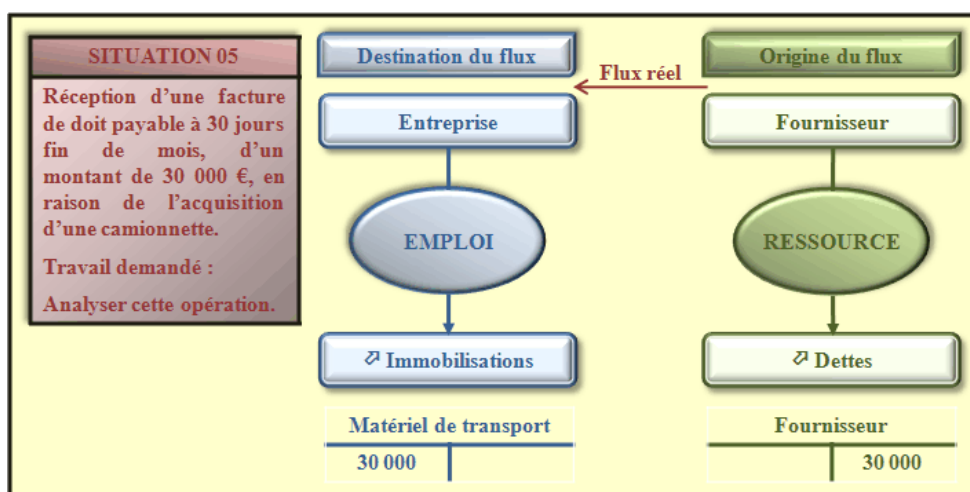 SITUATION 05
Réception d’une facture
de doit payable à 30 jours
fin de mois, d’un
montant de 30 000 €, en
raison de l’acquisition
d’une camionnette.
Travail demandé :
Analyser cette opération.
Destination du flux
Flux réel
Origine du flux
Entreprise
Fournisseur
EMPLOI
RESSOURCE
⬀ Immobilisations
⬀ Dettes
Matériel de transport
30 000
Fournisseur
30 000